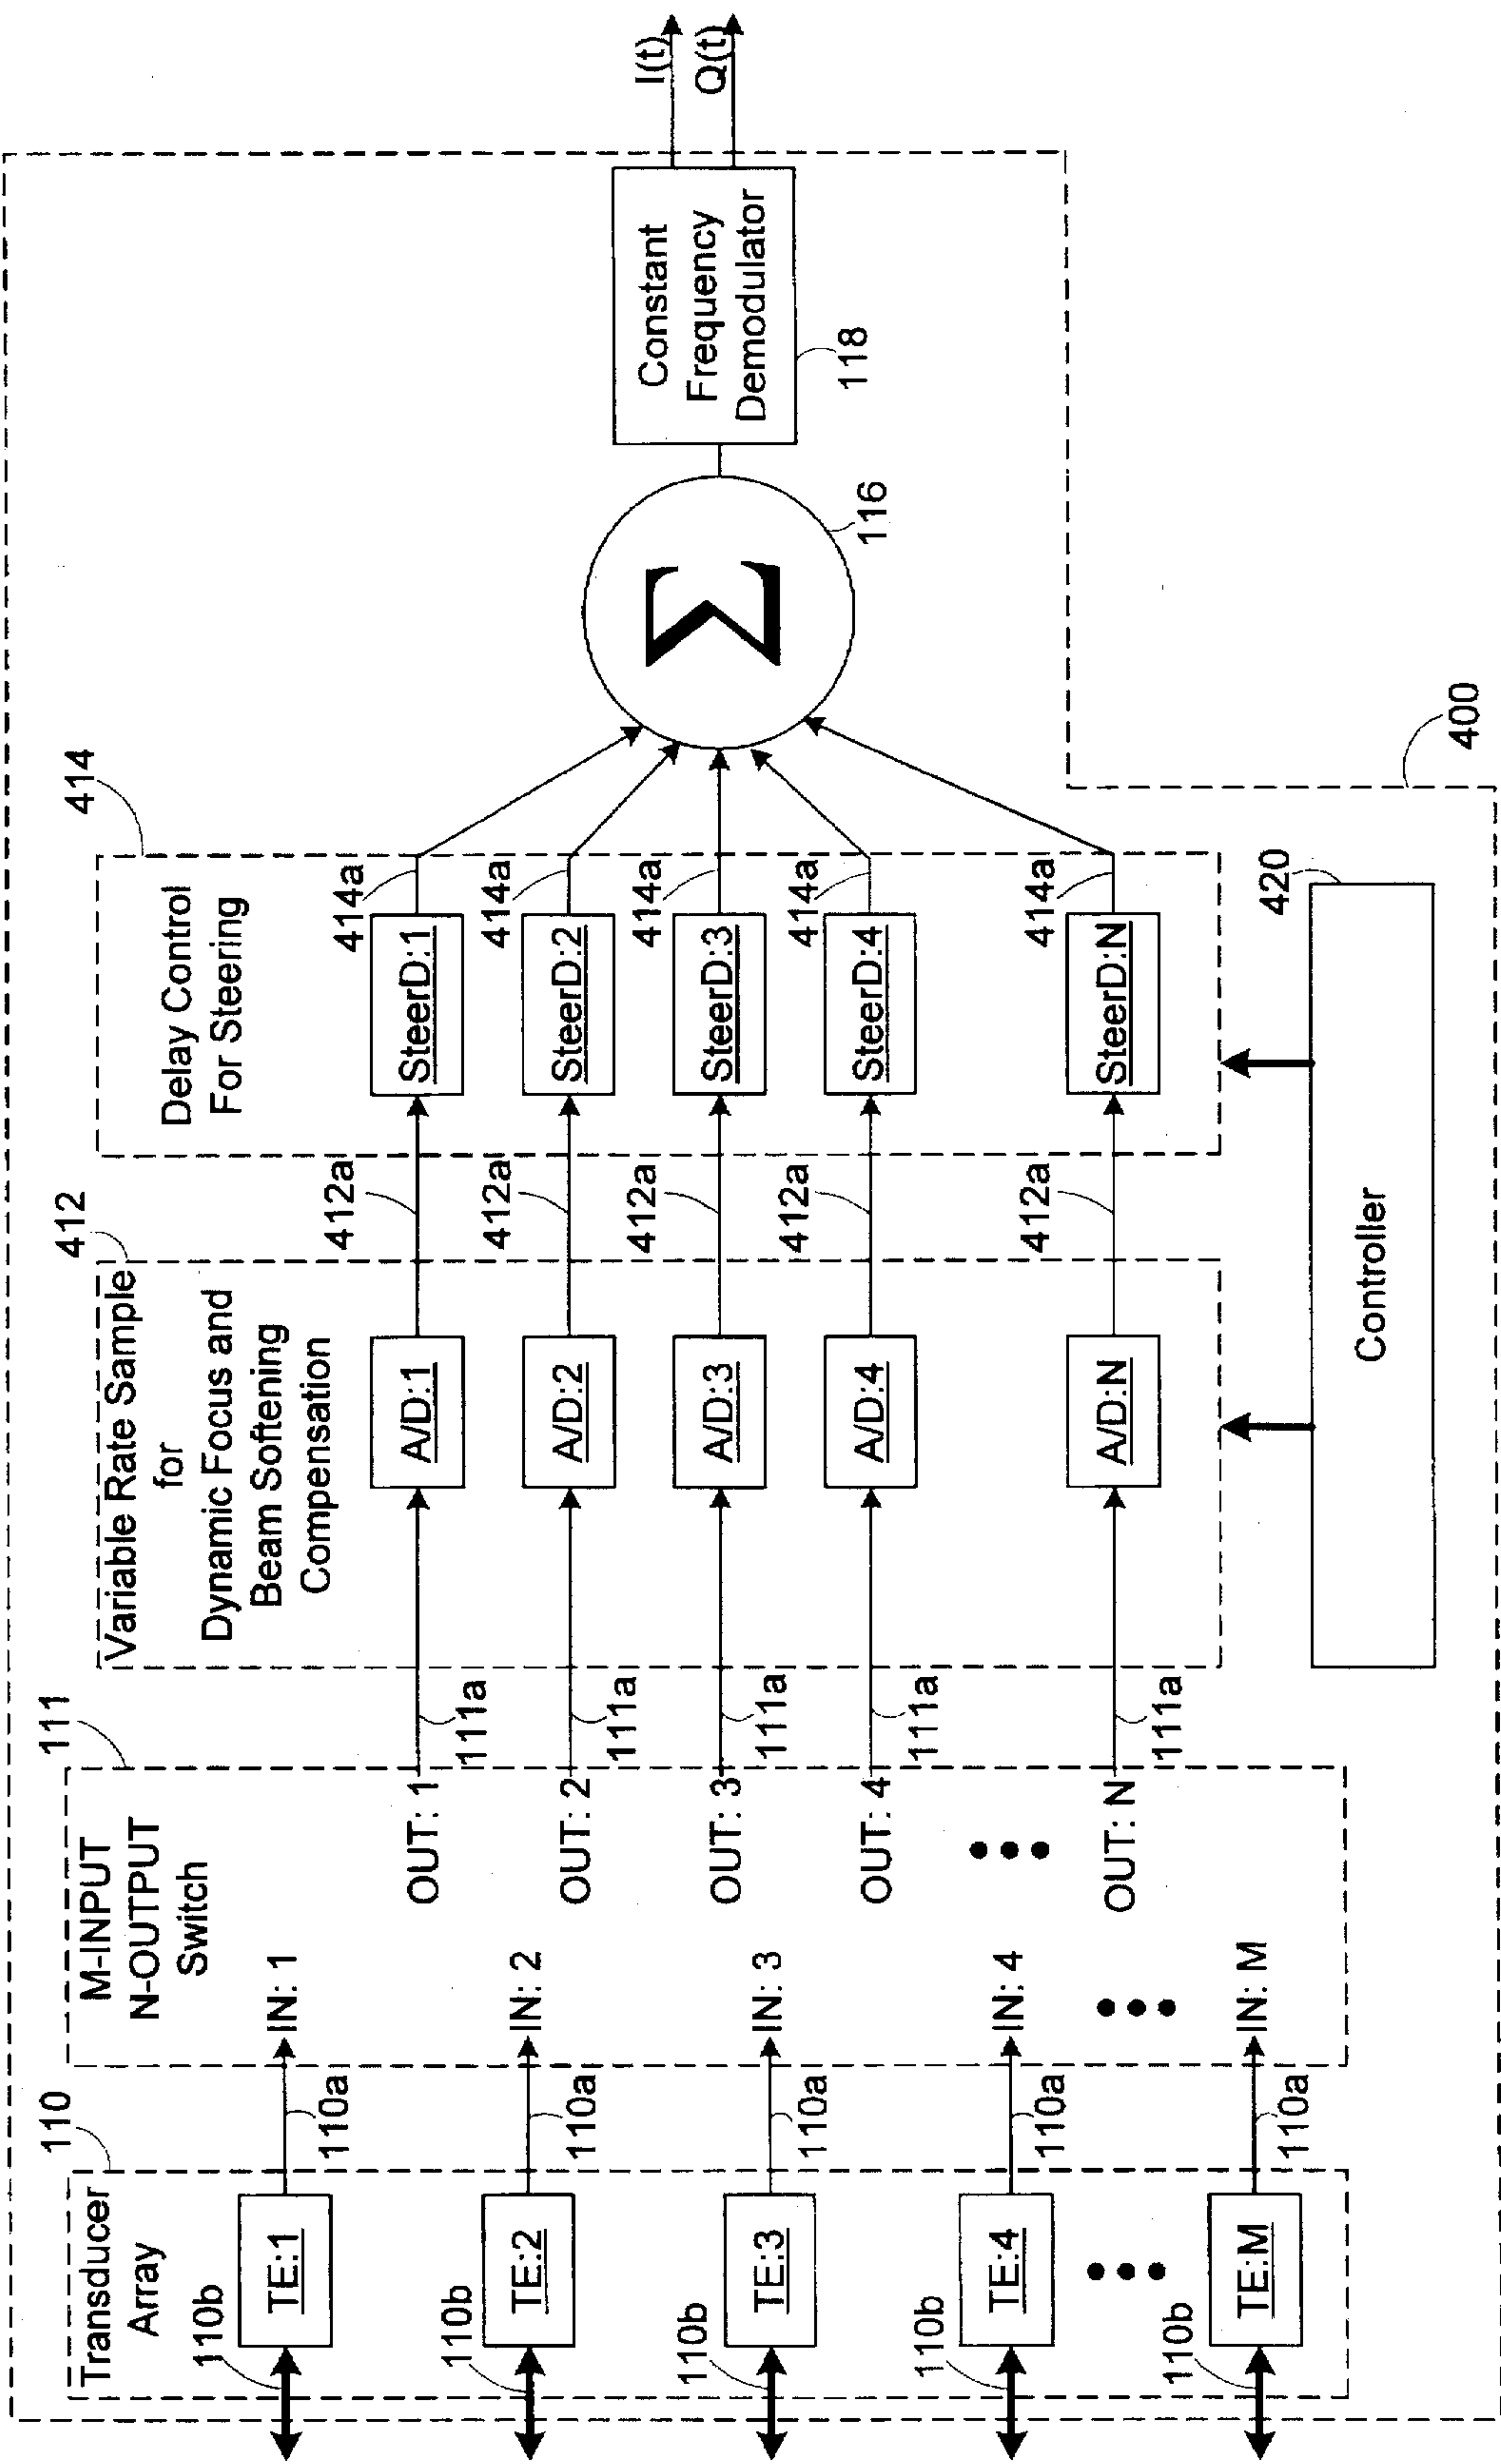 110
Transducer
Array
110b
TE:1
110b
TE:2
110b
TE:3
110b
TE:4
110b
TE:M
110a
110a
110a
110a
110a
111
M-INPUT
N-OUTPUT
Switch
IN: 1
IN: 2
IN: 3
IN: 4
IN: M
OUT: 1
OUT: 2
OUT: 3
OUT: 4
OUT: N
111a
111a
111a
111a
111a
412
Variable Rate Sample
for
Dynamic Focus and
Beam Softening
Compensation
A/D:1
A/D:2
A/D:3
A/D:4
A/D:N
412a
412a
412a
412a
412a
414
Delay Control
For Steering
SteerD:1
SteerD:2
SteerD:3
SteerD:4
SteerD:N
414a
414a
414a
414a
414a
420
Controller
400
Σ
116
Constant
Frequency
Demodulator
118
I(t)
Q(t)